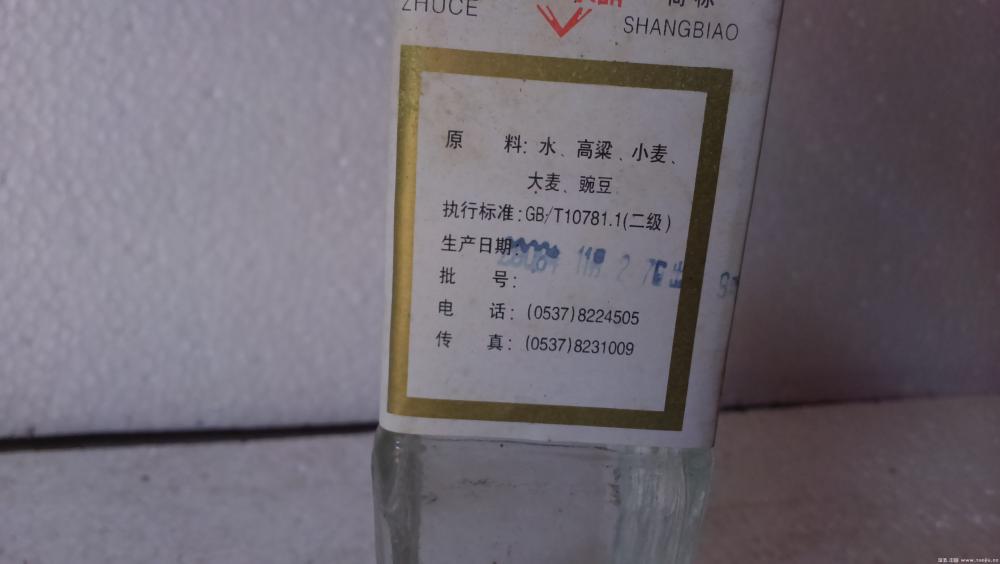 ZHUCE
SHANGBIAO
原 料:水、高粱、小麦、
大麦、豌豆
执行标准:GB/T10781.1(二级)
生产日期:
批 号:
电 话:(0537)8224505
传 真:(0537)8231009